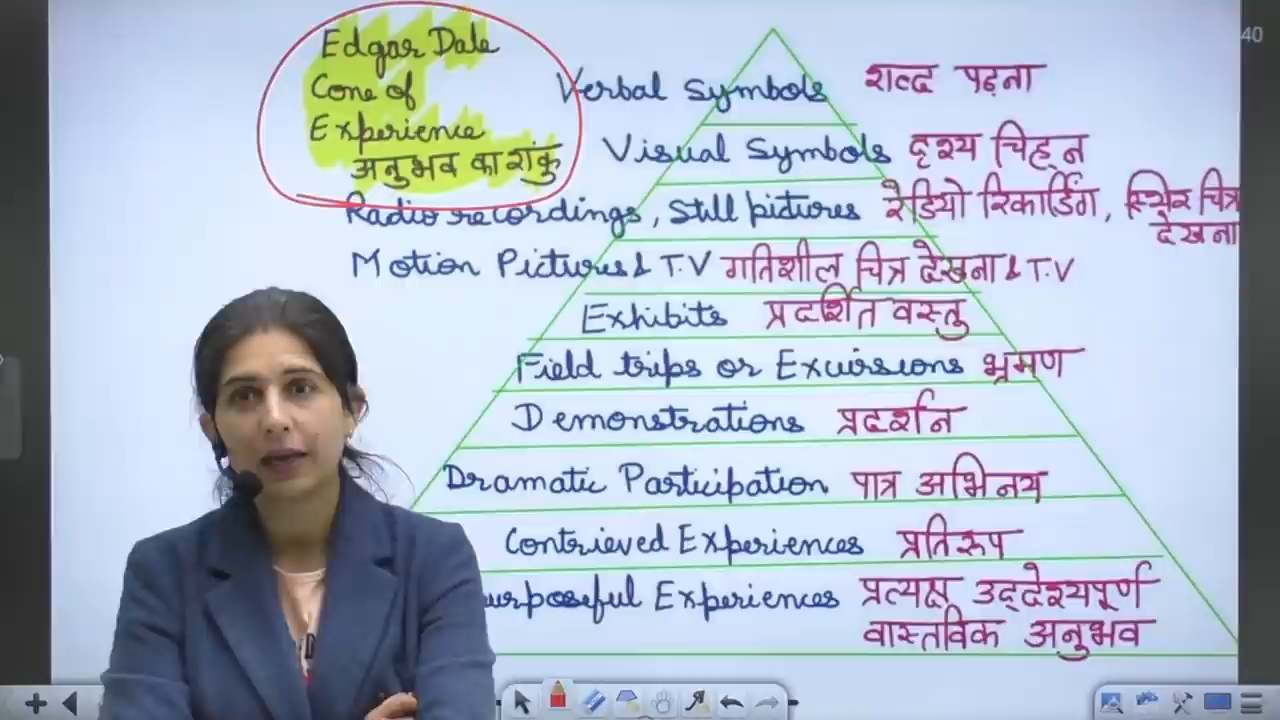 Edgar Dale
Cone of
Experience
अनुभव का शंकु
Verbal Symbols शब्द पढ़ना
Visual Symbols दृश्य चिह्न
Radio recordings, Still pictures रेडियो रिकार्डिंग, स्थिर चित्र
देखना
Motion Pictures & T.V गतिशील चित्र देखना & T.V
Exhibits प्रदर्शित वस्तु
Field trips or Excursions भ्रमण
Demonstrations प्रदर्शन
Dramatic Participation पात्र अभिनय
Contrieved Experiences प्रतिरूप
urposeful Experiences प्रत्यक्ष उद्देश्यपूर्ण
वास्तविक अनुभव
40